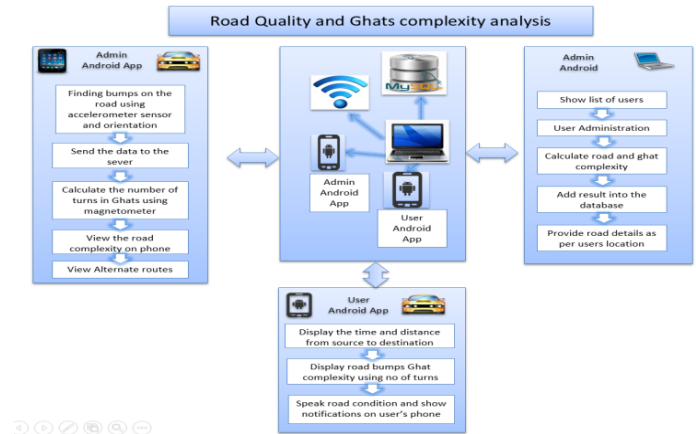 Road Quality and Ghats complexity analysis
Admin
Android App
Finding bumps on the
road using
accelerometer sensor
and orientation
Send the data to the
sever
Calculate the number of
turns in Ghats using
magnetometer
View the road
complexity on phone
View Alternate routes
MySQL
Admin
Android
App
User
Android
App
Admin
Android
Show list of users
User Administration
Calculate road and ghat
complexity
Add result into the
database
Provide road details as
per users location
User
Android App
Display the time and distance
from source to destination
Display road bumps Ghat
complexity using no of turns
Speak road condition and show
notifications on user's phone